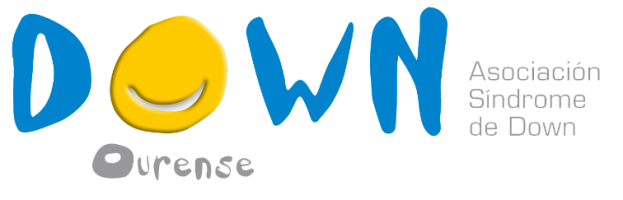 DOWN
Ourense
Asociación
Síndrome
de Down